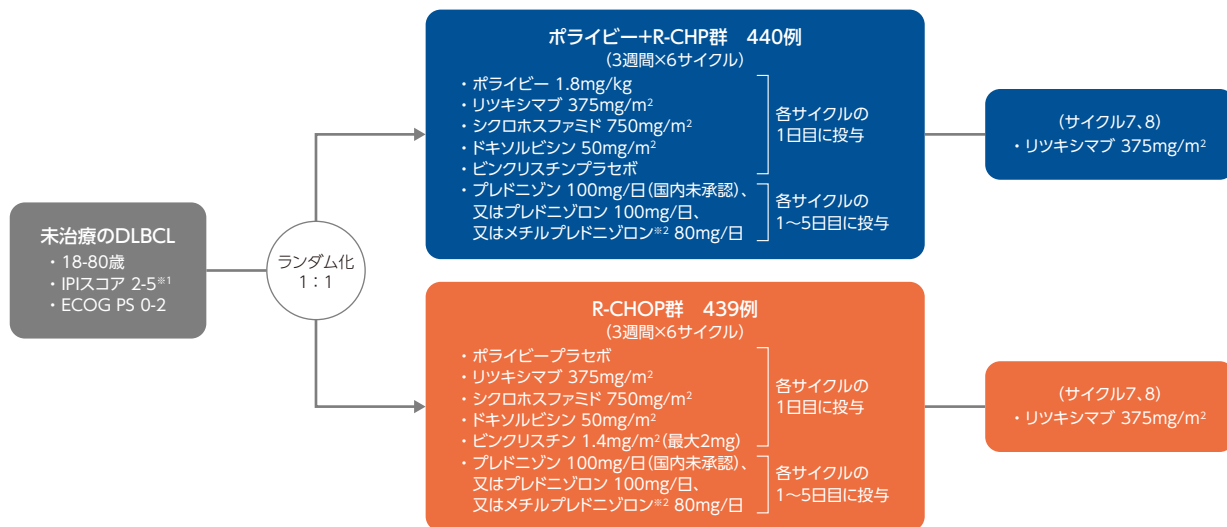 未治療のDLBCL
・18-80歳
・IPIスコア 2-5※1
・ECOG PS 0-2
ランダム化
1：1
ポライビー+R-CHP群　440例
(3週間×6サイクル)
・ポライビー 1.8mg/kg
・リツキシマブ 375mg/m²
・シクロホスファミド 750mg/m²
・ドキソルビシン 50mg/m²
・ビンクリスチンプラセボ
各サイクルの
1日目に投与
・プレドニゾン 100mg/日(国内未承認)、
又はプレドニゾロン 100mg/日、
又はメチルプレドニゾロン※2 80mg/日
各サイクルの
1〜5日目に投与
(サイクル7、8)
・リツキシマブ 375mg/m²
R-CHOP群　439例
(3週間×6サイクル)
・ポライビープラセボ
・リツキシマブ 375mg/m²
・シクロホスファミド 750mg/m²
・ドキソルビシン 50mg/m²
・ビンクリスチン 1.4mg/m²(最大2mg)
各サイクルの
1日目に投与
・プレドニゾン 100mg/日(国内未承認)、
又はプレドニゾロン 100mg/日、
又はメチルプレドニゾロン※2 80mg/日
各サイクルの
1〜5日目に投与
(サイクル7、8)
・リツキシマブ 375mg/m²